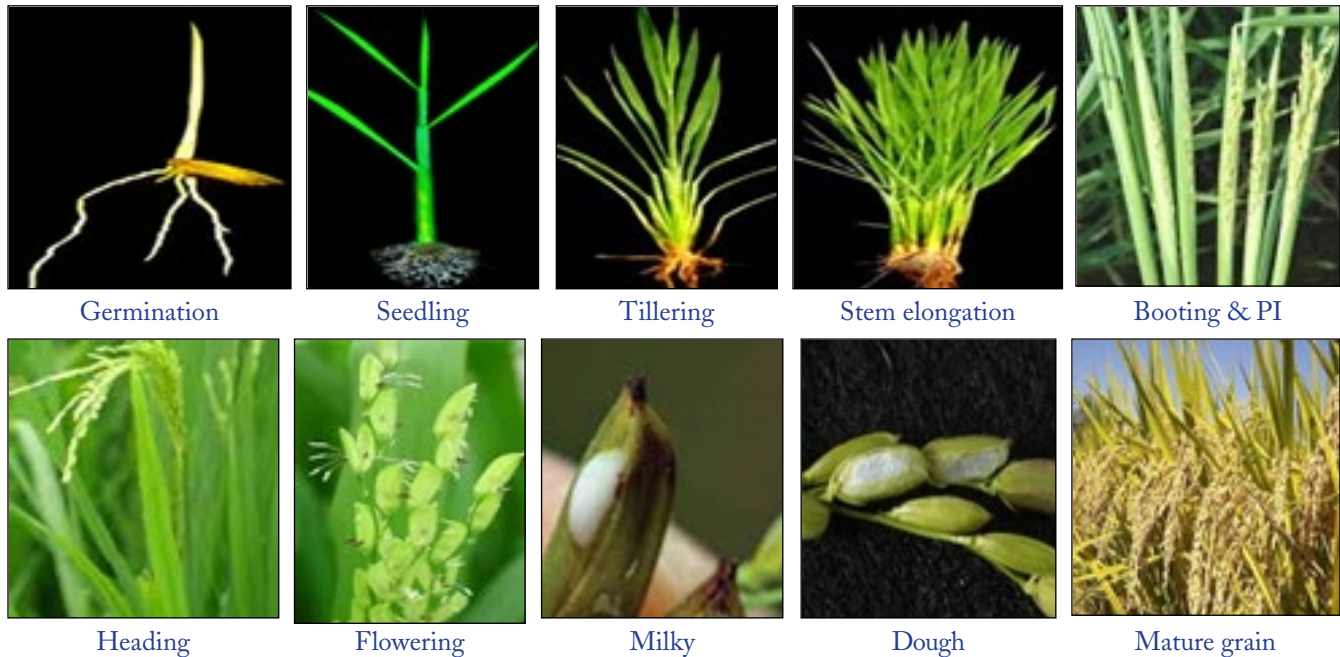 Germination
Seedling
Tillering
Stem elongation
Booting & PI
Heading
Flowering
Milky
Dough
Mature grain